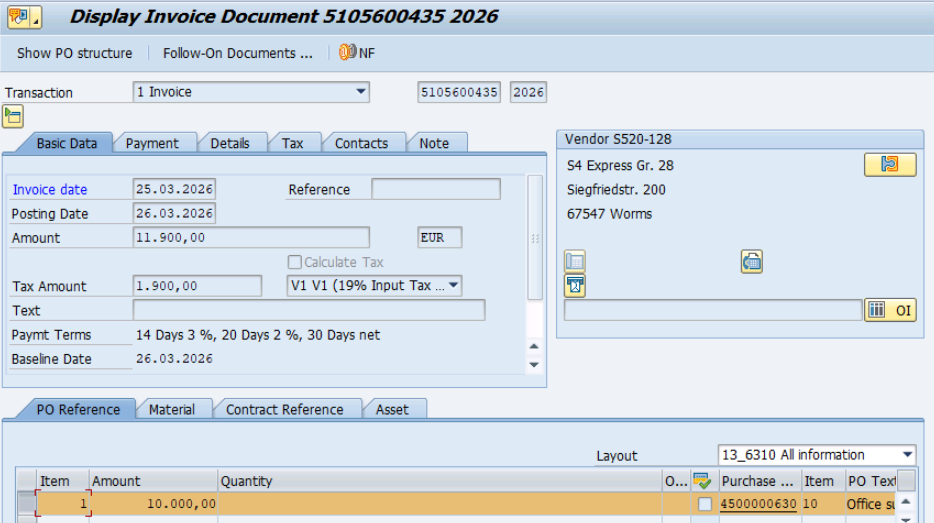 Display Invoice Document 5105600435 2026
Show PO structure Follow-On Documents ... NF
Transaction 1 Invoice 5105600435 2026
Basic Data Payment Details Tax Contacts Note
Invoice date 25.03.2026 Reference
Posting Date 26.03.2026
Amount 11.900,00 EUR
Calculate Tax
Tax Amount 1.900,00 V1 V1 (19% Input Tax ...
Text
Paymt Terms 14 Days 3 %, 20 Days 2 %, 30 Days net
Baseline Date 26.03.2026
Vendor S520-128
S4 Express Gr. 28
Siegfriedstr. 200
67547 Worms
OI
PO Reference Material Contract Reference Asset
Layout 13_6310 All information
Item Amount Quantity O... Purchase ... Item PO Text
1 10.000,00 4500000630 10 Office